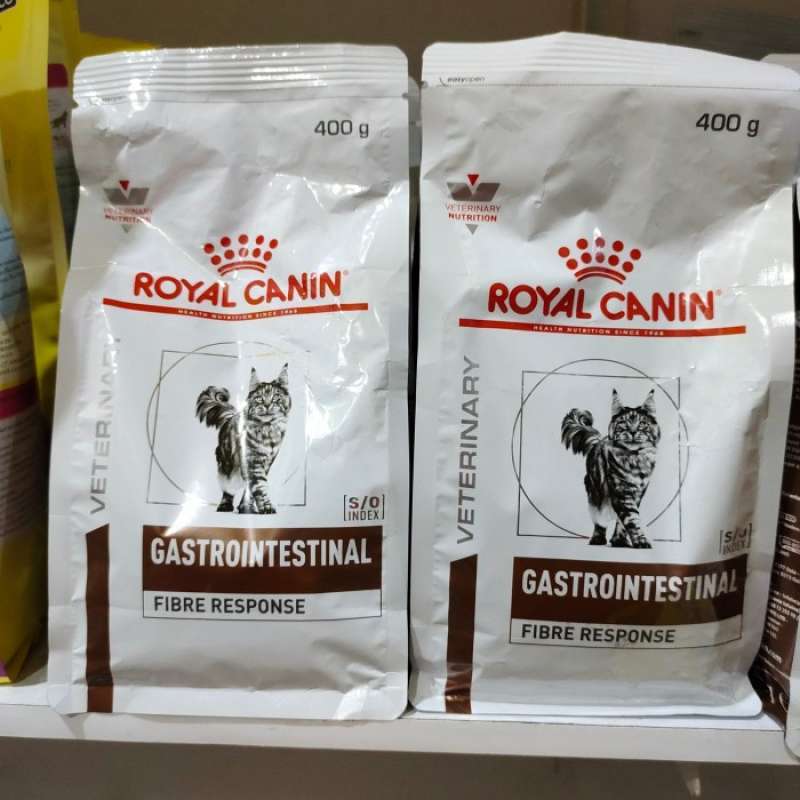 400 g
VETERINARY
NUTRITION
ROYAL CANIN
HEALTH NUTRITION SINCE 1968
VETERINARY
S/O
INDEX
GASTROINTESTINAL
FIBRE RESPONSE
easy open
400 g
VETERINARY
NUTRITION
ROYAL CANIN
HEALTH NUTRITION SINCE 1968
VETERINARY
INDEX
GASTROINTESTINAL
FIBRE RESPONSE